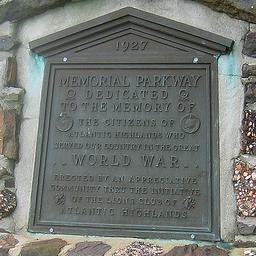 1927
MEMORIAL PARKWAY
DEDICATED
TO THE MEMORY OF
THE CITIZENS OF
ATLANTIC HIGHLANDS WHO
SERVED OUR COUNTRY IN THE GREAT
WORLD WAR
ERECTED BY AN APPRECIATIVE
COMMUNITY THRU THE INITIATIVE
OF THE LIONS CLUB OF
ATLANTIC HIGHLANDS